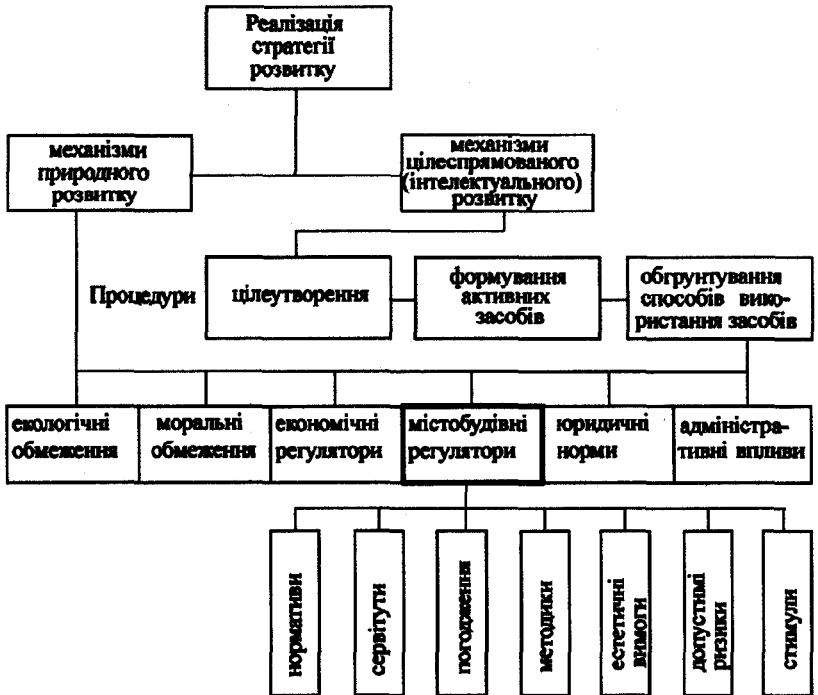 Реалізація
стратегії
розвитку
механізми
природного
розвитку
механізми
цілеспрямованого
(інтелектуального)
розвитку
Процедури
цілеутворення
формування
активних
засобів
обгрунтування
способів вико-
ристання засобів
екологічні
обмеження
моральні
обмеження
економічні
регулятори
містобудівні
регулятори
юридичні
норми
адміністра-
тивні впливи
нормативи
сервітути
погодження
методики
естетичні
вимоги
допустимі
ризики
стимули